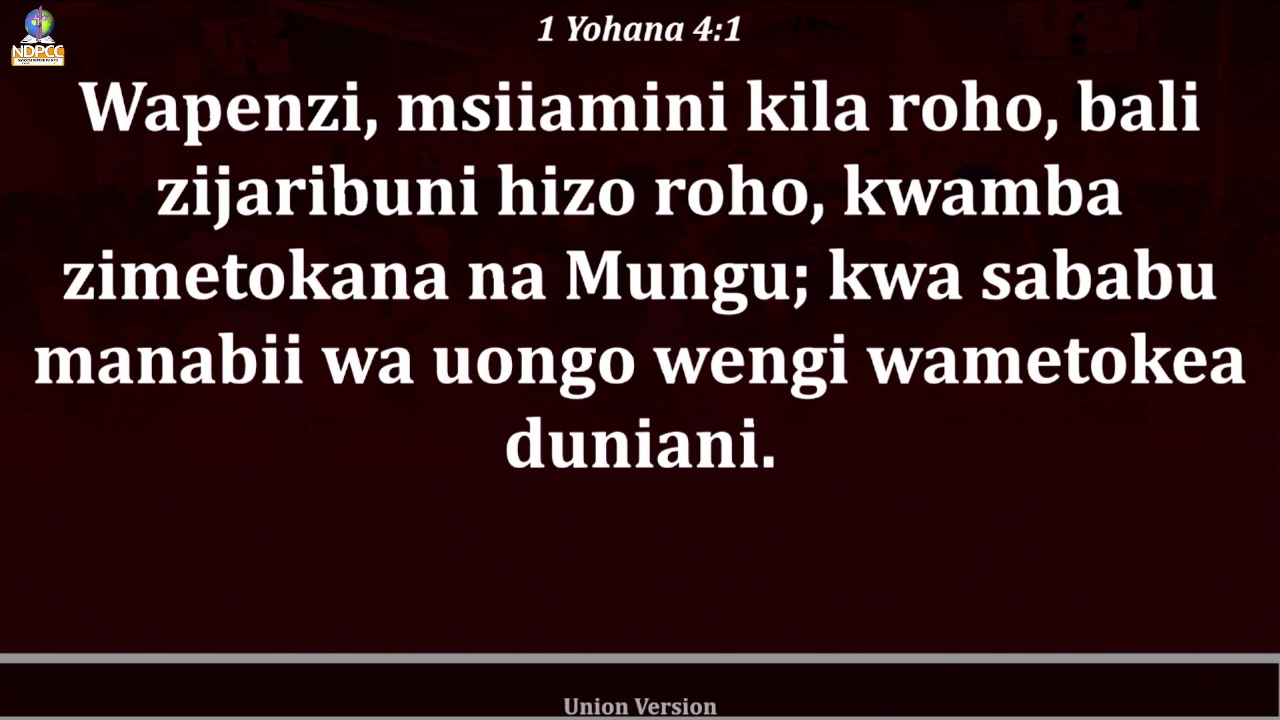 1 Yohana 4:1
NDPCC
Wapenzi, msiiamini kila roho, bali
zijaribuni hizo roho, kwamba
zimetokana na Mungu; kwa sababu
manabii wa uongo wengi wametokea
duniani.
Union Version